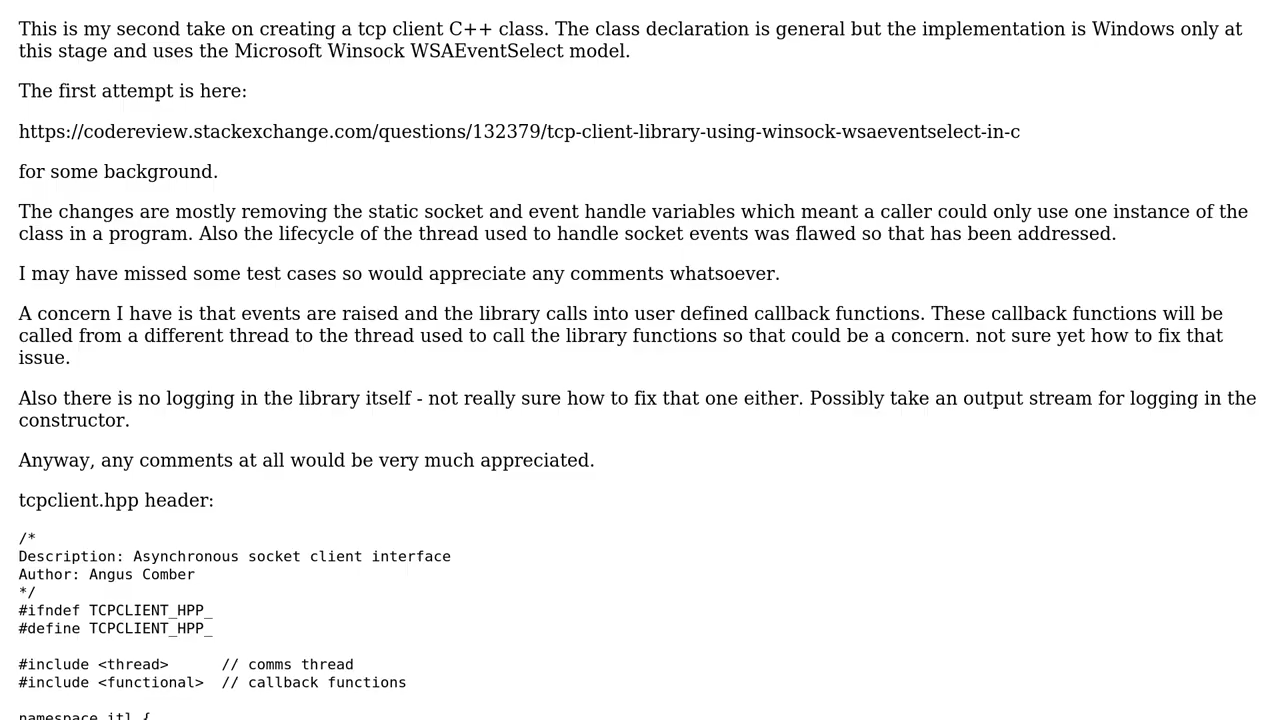 This is my second take on creating a tcp client C++ class. The class declaration is general but the implementation is Windows only at
this stage and uses the Microsoft Winsock WSAEventSelect model.
The first attempt is here:
https://codereview.stackexchange.com/questions/132379/tcp-client-library-using-winsock-wsaeventselect-in-c
for some background.
The changes are mostly removing the static socket and event handle variables which meant a caller could only use one instance of the
class in a program. Also the lifecycle of the thread used to handle socket events was flawed so that has been addressed.
I may have missed some test cases so would appreciate any comments whatsoever.
A concern I have is that events are raised and the library calls into user defined callback functions. These callback functions will be
called from a different thread to the thread used to call the library functions so that could be a concern. not sure yet how to fix that
issue.
Also there is no logging in the library itself - not really sure how to fix that one either. Possibly take an output stream for logging in the
constructor.
Anyway, any comments at all would be very much appreciated.
tcpclient.hpp header:
/*
Description: Asynchronous socket client interface
Author: Angus Comber
*/
#ifndef TCPCLIENT_HPP_
#define TCPCLIENT_HPP_
#include <thread>      // comms thread
#include <functional>  // callback functions
namespace itl {